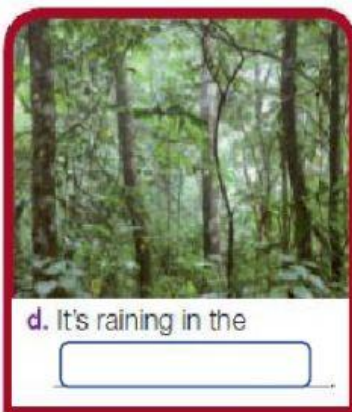 d. It's raining in the
.